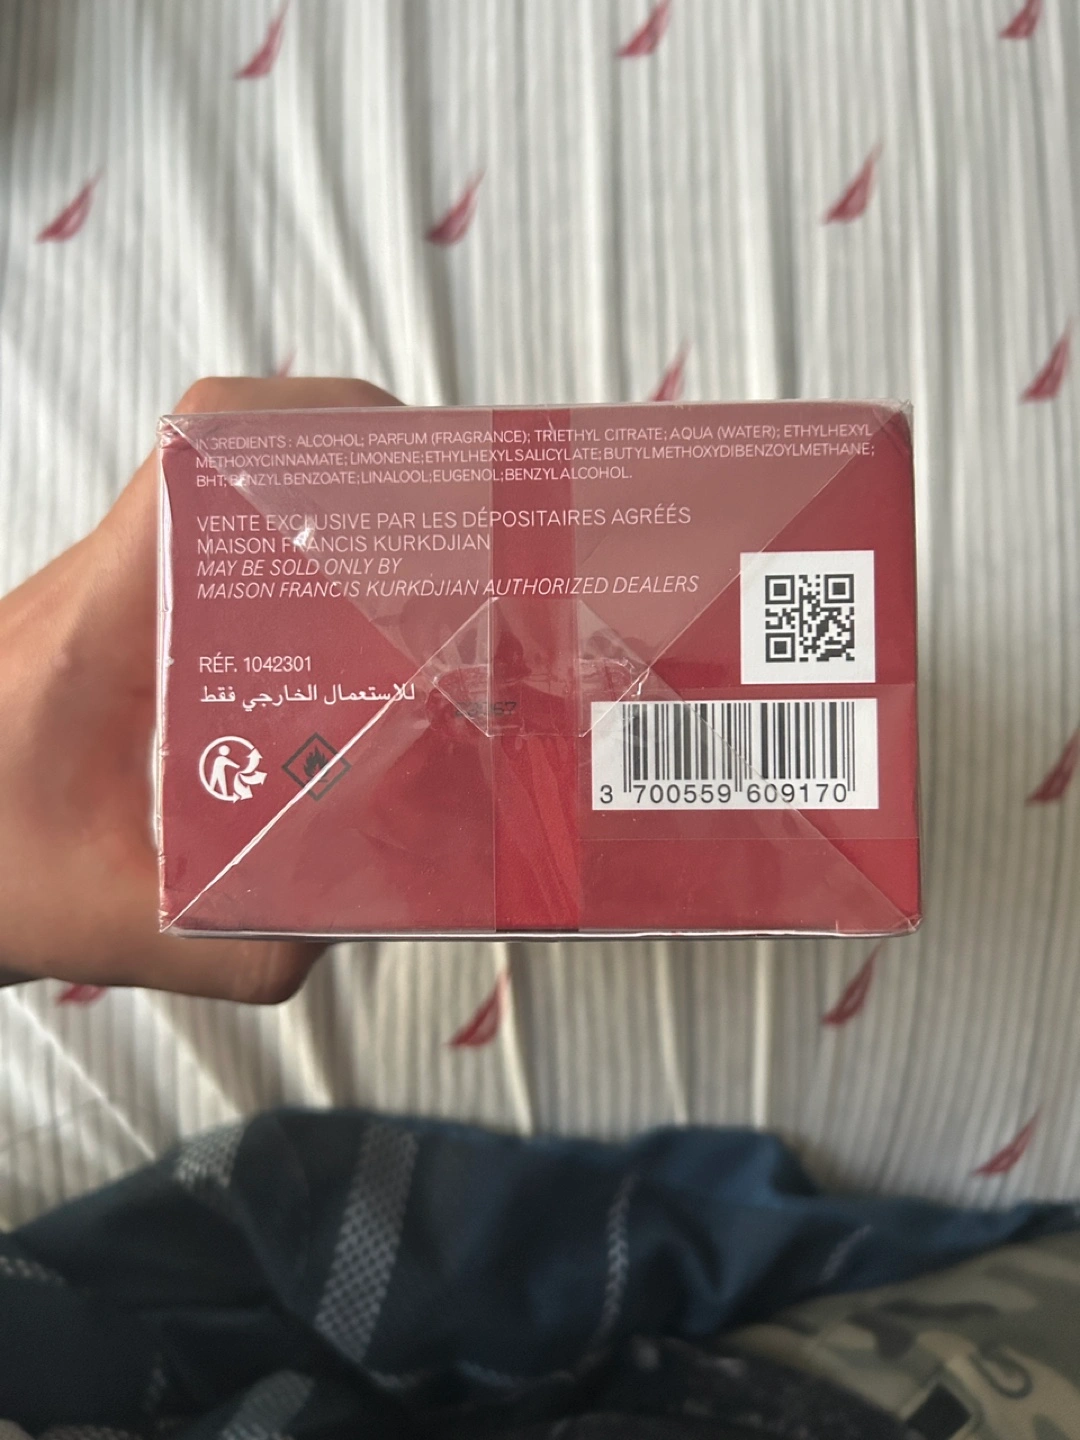 INGREDIENTS : ALCOHOL; PARFUM (FRAGRANCE); TRIETHYL CITRATE; AQUA (WATER); ETHYLHEXYL
METHOXYCINNAMATE; LIMONENE; ETHYLHEXYL SALICYLATE; BUTYL METHOXYDIBENZOYLMETHANE;
BHT; BENZYL BENZOATE; LINALOOL; EUGENOL; BENZYL ALCOHOL.
VENTE EXCLUSIVE PAR LES DÉPOSITAIRES AGRÉÉS
MAISON FRANCIS KURKDJIAN
MAY BE SOLD ONLY BY
MAISON FRANCIS KURKDJIAN AUTHORIZED DEALERS
RÉF. 1042301
للاستعمال الخارجي فقط
3 700559 609170